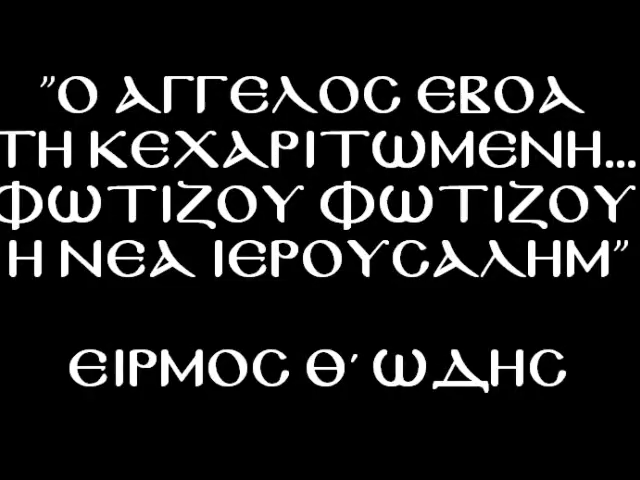 "Ο ΑΓΓΕΛΟΣ ΕΒΟΑ
ΤΗ ΚΕΧΑΡΙΤΩΜΕΝΗ...
ΦΩΤΙΖΟΥ ΦΩΤΙΖΟΥ
Η ΝΕΑ ΙΕΡΟΥΣΑΛΗΜ"
ΕΙΡΜΟΣ Θ΄ ΩΔΗΣ